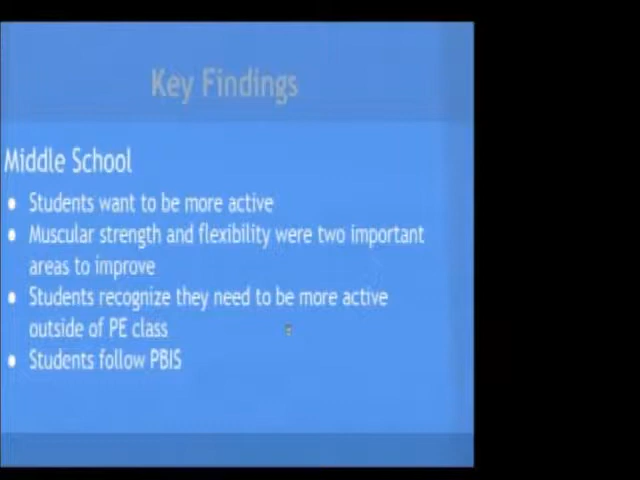 Key Findings
Middle School
• Students want to be more active
• Muscular strength and flexibility were two important
areas to improve
• Students recognize they need to be more active
outside of PE class
• Students follow PBIS